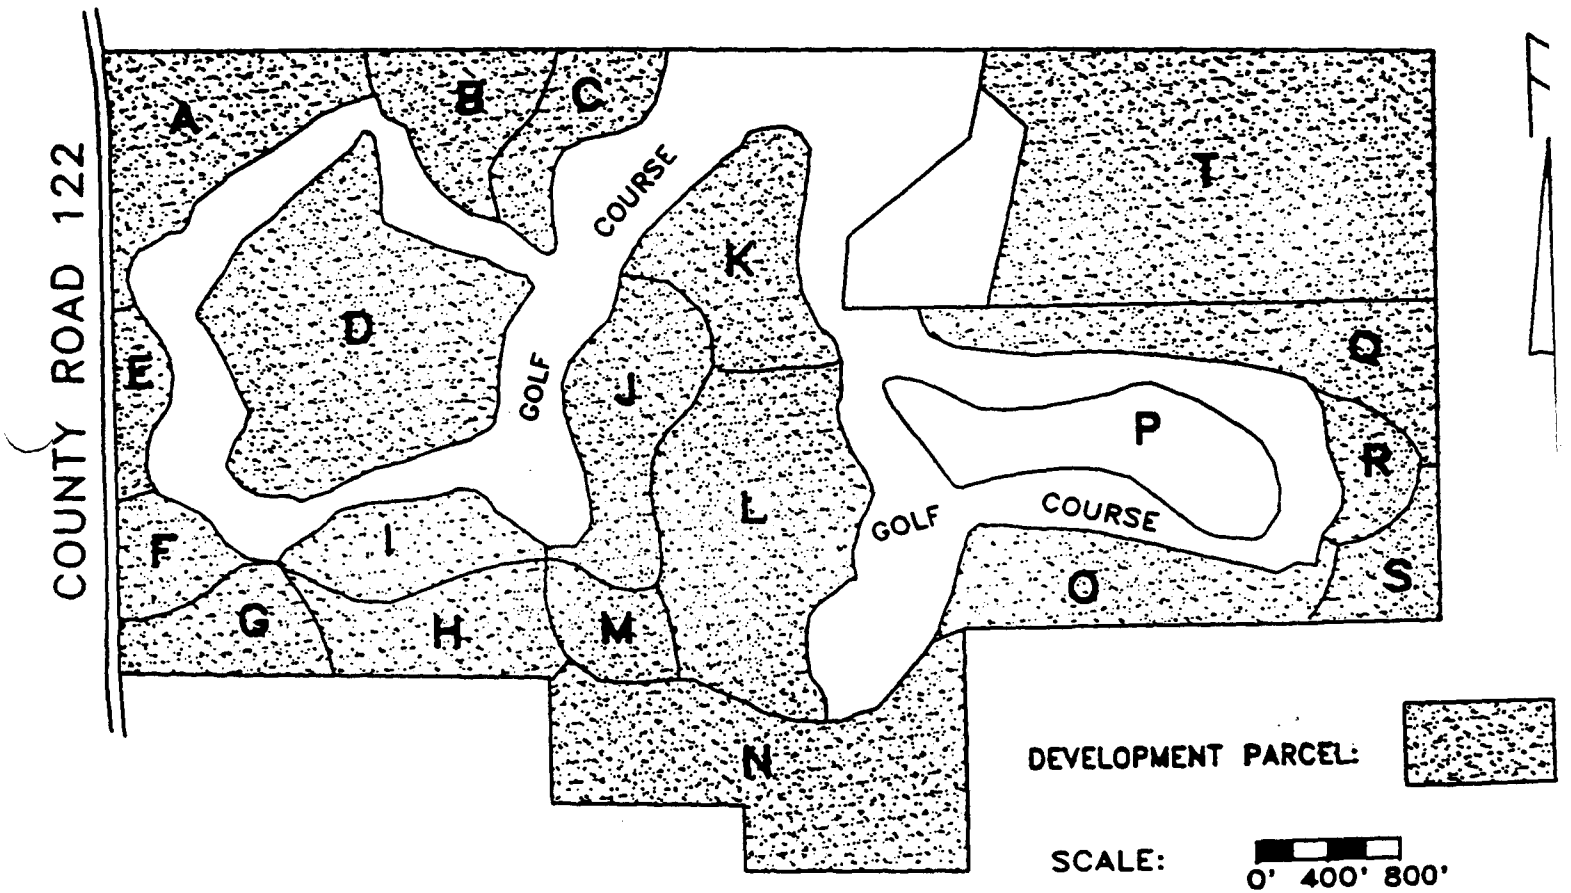 COUNTY ROAD 122
A
B
C
COURSE
T
K
D
E
GOLF
J
Q
P
R
L
GOLF
COURSE
I
F
G
H
M
O
S
N
DEVELOPMENT PARCEL:
SCALE:
0' 400' 800'